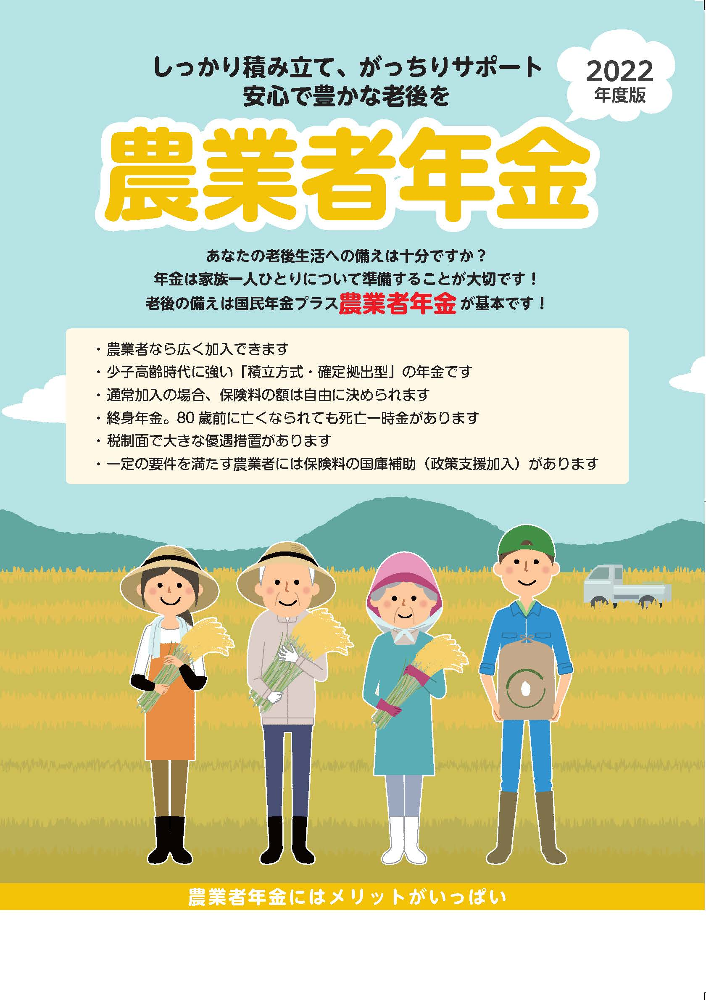 しっかり積み立て、がっちりサポート
安心で豊かな老後を
2022
年度版
農業者年金
あなたの老後生活への備えは十分ですか？
年金は家族一人ひとりについて準備することが大切です！
老後の備えは国民年金プラス農業者年金が基本です！
・農業者なら広く加入できます
・少子高齢時代に強い「積立方式・確定拠出型」の年金です
・通常加入の場合、保険料の額は自由に決められます
・終身年金。80歳前に亡くなられても死亡一時金があります
・税制面で大きな優遇措置があります
・一定の要件を満たす農業者には保険料の国庫補助（政策支援加入）があります
農業者年金にはメリットがいっぱい